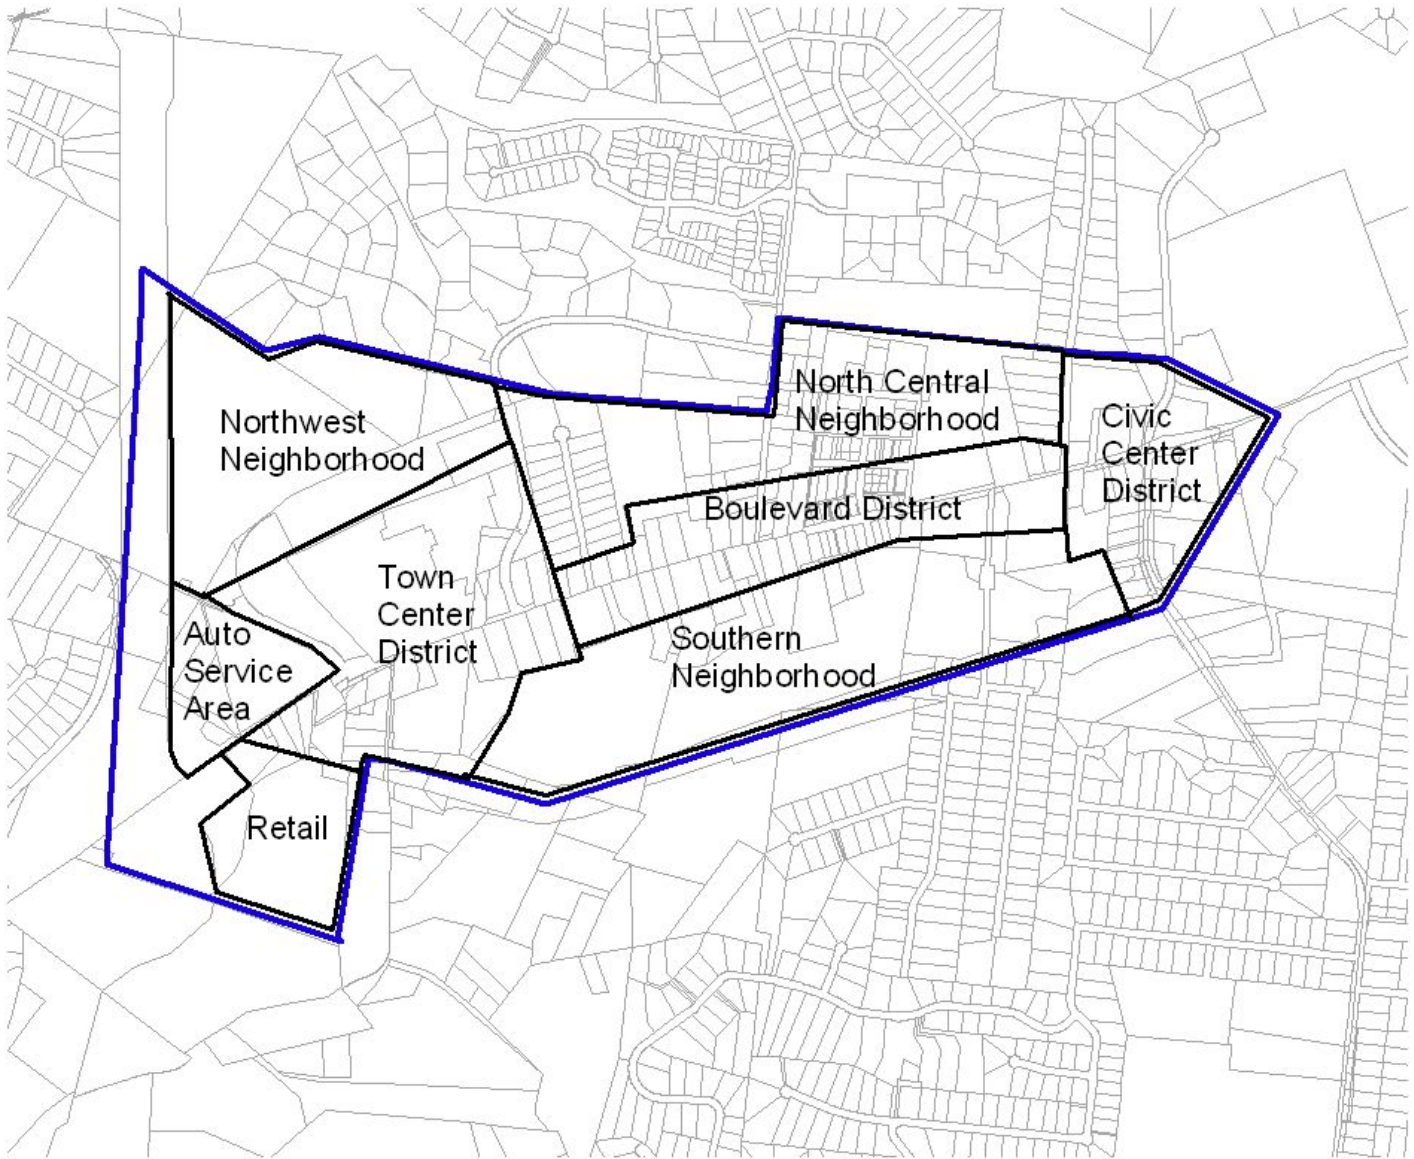 North Central
Neighborhood
Northwest
Neighborhood
Civic
Center
District
Boulevard District
Town
Center
District
Auto
Service
Area
Southern
Neighborhood
Retail